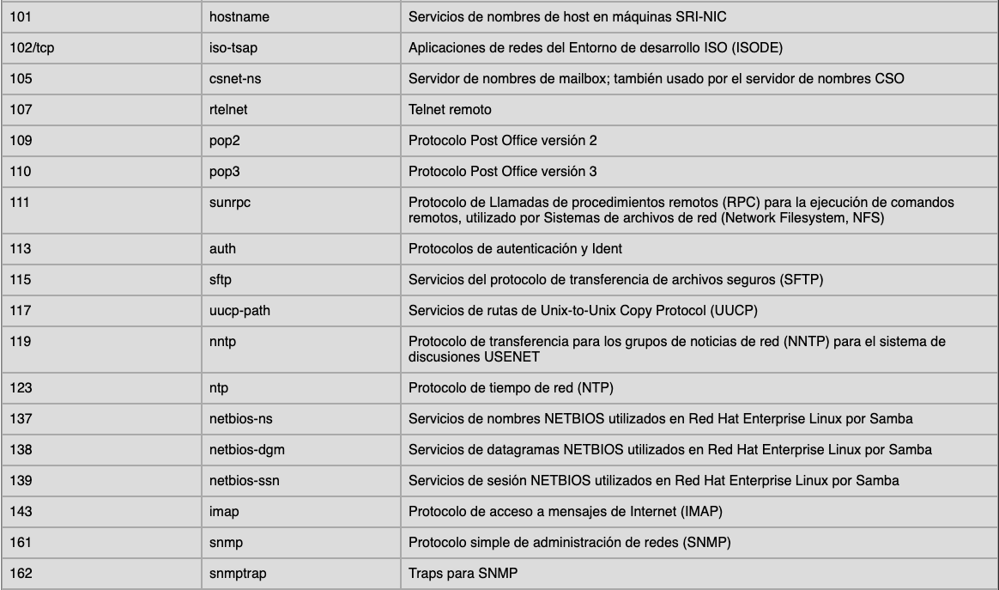 101 hostname Servicios de nombres de host en máquinas SRI-NIC
102/tcp iso-tsap Aplicaciones de redes del Entorno de desarrollo ISO (ISODE)
105 csnet-ns Servidor de nombres de mailbox; también usado por el servidor de nombres CSO
107 rtelnet Telnet remoto
109 pop2 Protocolo Post Office versión 2
110 pop3 Protocolo Post Office versión 3
111 sunrpc Protocolo de Llamadas de procedimientos remotos (RPC) para la ejecución de comandos
remotos, utilizado por Sistemas de archivos de red (Network Filesystem, NFS)
113 auth Protocolos de autenticación y Ident
115 sftp Servicios del protocolo de transferencia de archivos seguros (SFTP)
117 uucp-path Servicios de rutas de Unix-to-Unix Copy Protocol (UUCP)
119 nntp Protocolo de transferencia para los grupos de noticias de red (NNTP) para el sistema de
discusiones USENET
123 ntp Protocolo de tiempo de red (NTP)
137 netbios-ns Servicios de nombres NETBIOS utilizados en Red Hat Enterprise Linux por Samba
138 netbios-dgm Servicios de datagramas NETBIOS utilizados en Red Hat Enterprise Linux por Samba
139 netbios-ssn Servicios de sesión NETBIOS utilizados en Red Hat Enterprise Linux por Samba
143 imap Protocolo de acceso a mensajes de Internet (IMAP)
161 snmp Protocolo simple de administración de redes (SNMP)
162 snmptrap Traps para SNMP